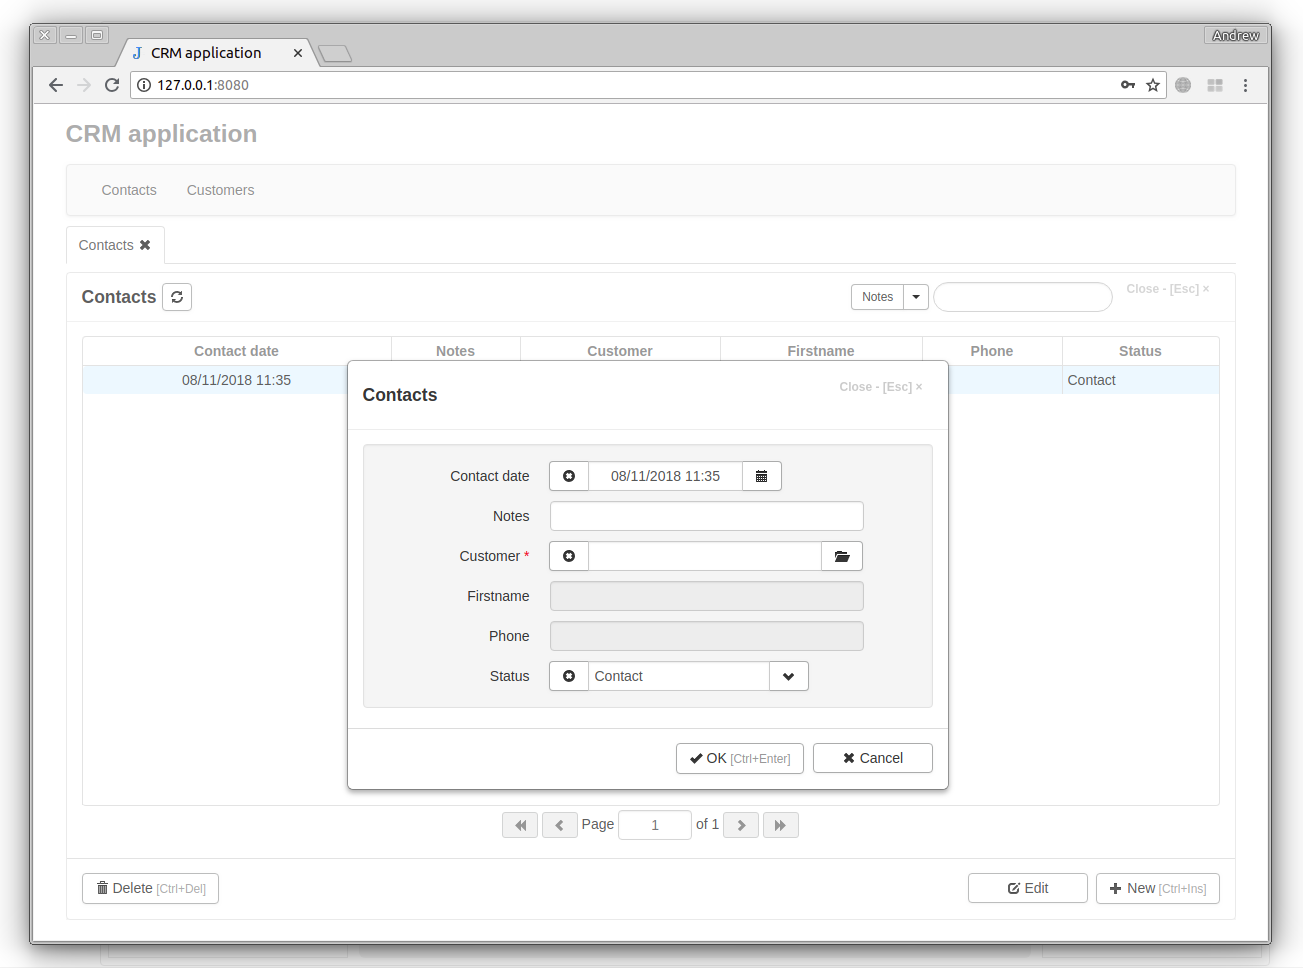 Andrew
J CRM application ×
127.0.0.1:8080
CRM application
Contacts Customers
Contacts ✖
Contacts Notes Close - [Esc] ×
Contact date Notes Customer Firstname Phone Status
08/11/2018 11:35 Contact
Contacts Close - [Esc] ×
Contact date 08/11/2018 11:35
Notes
Customer *
Firstname
Phone
Status Contact
OK [Ctrl+Enter] Cancel
Page 1 of 1
Delete [Ctrl+Del] Edit New [Ctrl+Ins]